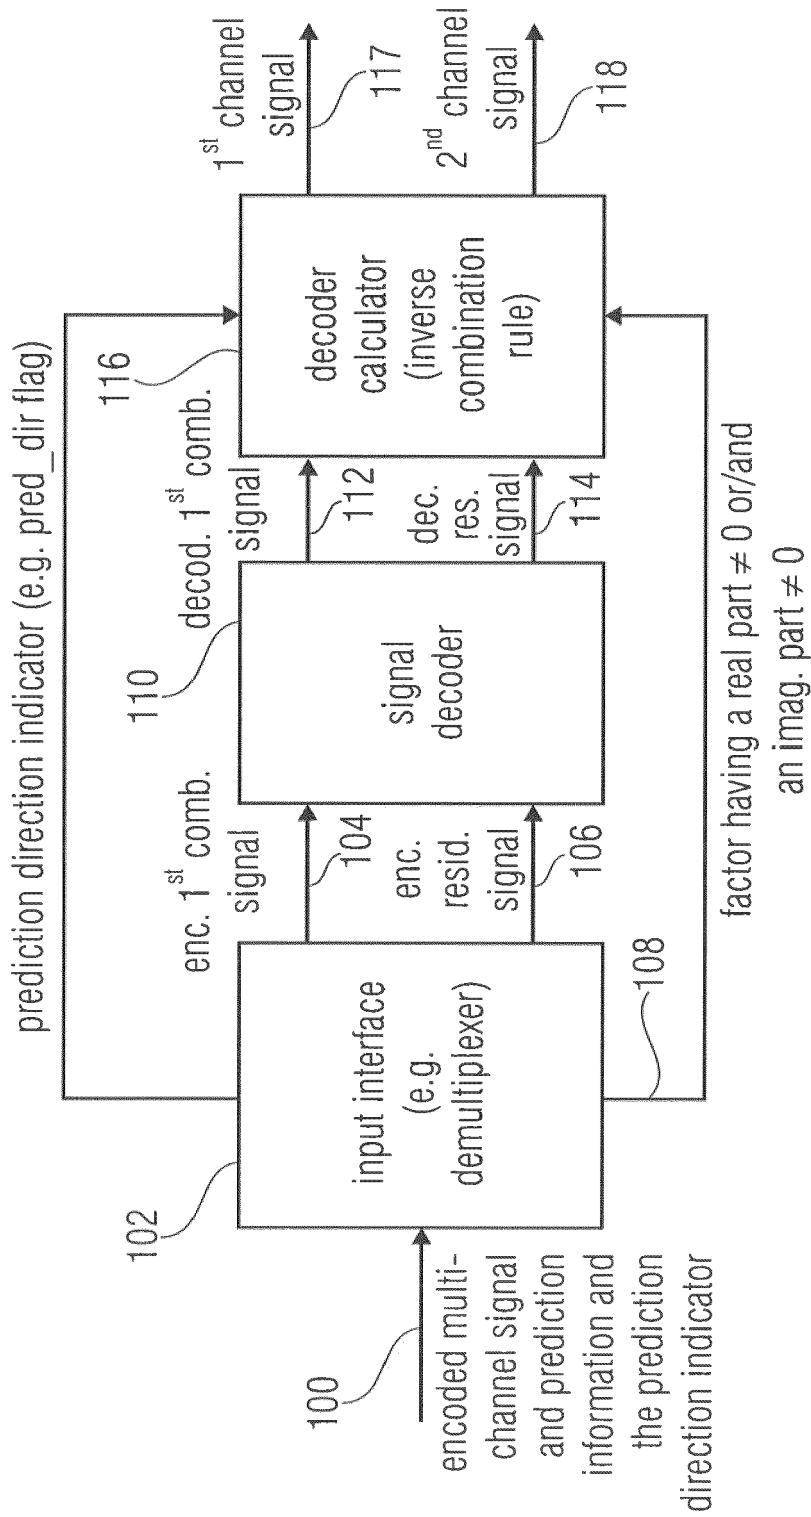 prediction direction indicator (e.g. pred_dir flag)
100
encoded multi-
channel signal
and prediction
information and
the prediction
direction indicator
102
input interface
(e.g.
demultiplexer)
enc. 1st comb.
signal
104
enc.
resid.
signal
106
108
110
signal
decoder
decod. 1st comb.
signal
112
dec.
res.
signal
114
116
decoder
calculator
(inverse
combination
rule)
1st channel
signal
117
2nd channel
signal
118
factor having a real part ≠ 0 or/and
an imag. part ≠ 0